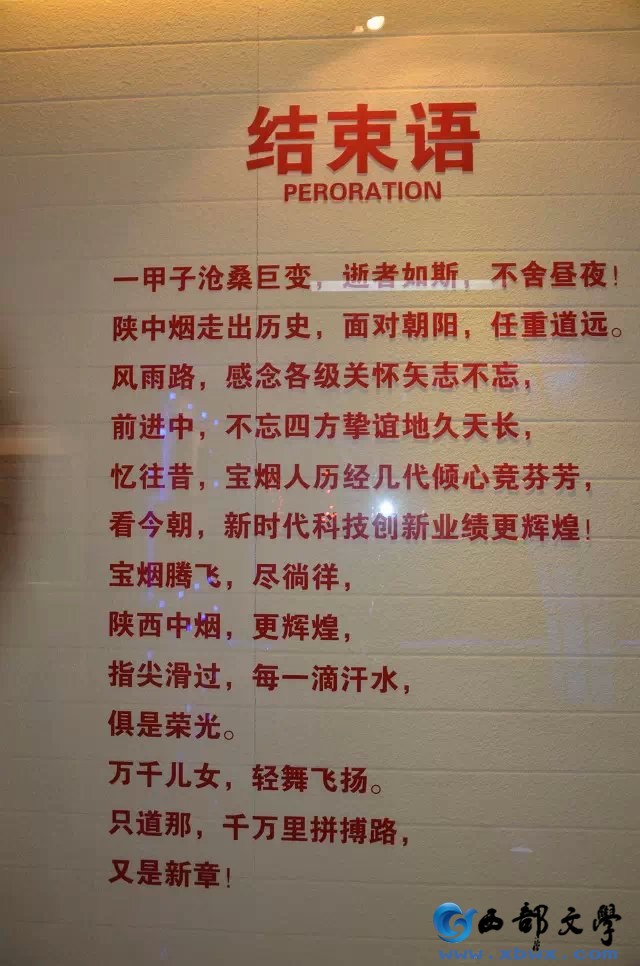 结束语
PERORATION
一甲子沧桑巨变，逝者如斯，不舍昼夜！
陕中烟走出历史，面对朝阳，任重道远。
风雨路，感念各级关怀矢志不忘，
前进中，不忘四方挚谊地久天长，
忆往昔，宝烟人历经几代倾心竞芬芳，
看今朝，新时代科技创新业绩更辉煌！
宝烟腾飞，尽徜徉，
陕西中烟，更辉煌，
指尖滑过，每一滴汗水，
俱是荣光。
万千儿女，轻舞飞扬。
只道那，千万里拼搏路，
又是新章！
西部文學